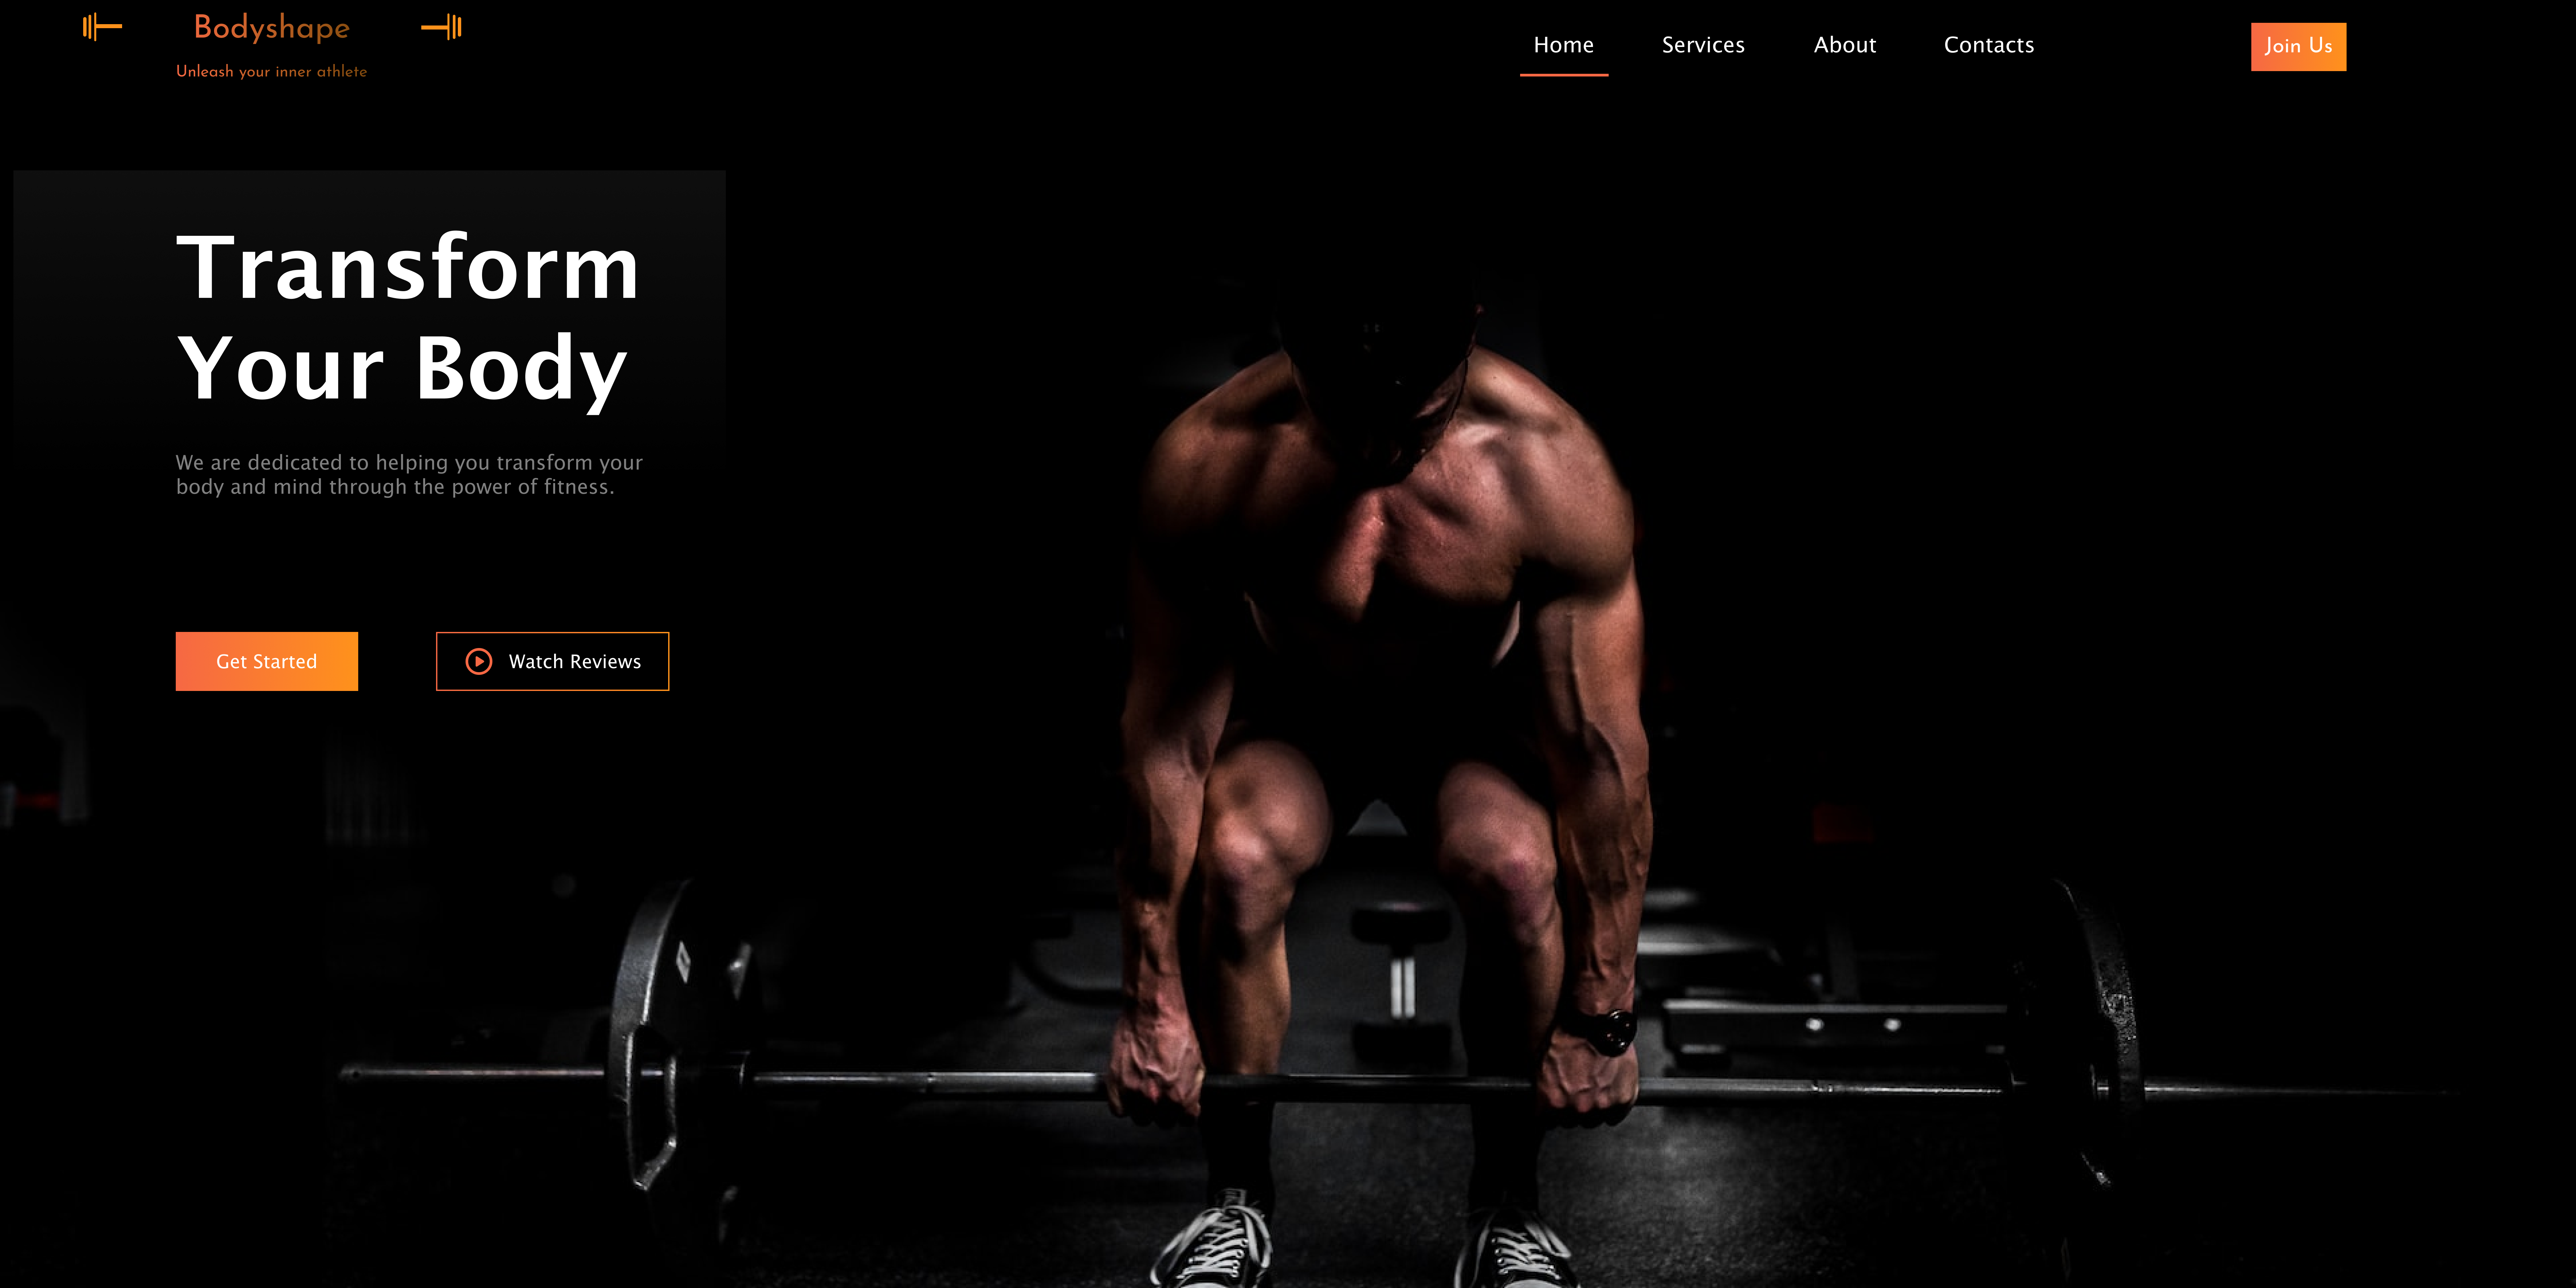 Bodyshape
Unleash your inner athlete
Home
Services
About
Contacts
Join Us
Transform
Your Body
We are dedicated to helping you transform your
body and mind through the power of fitness.
Get Started
Watch Reviews